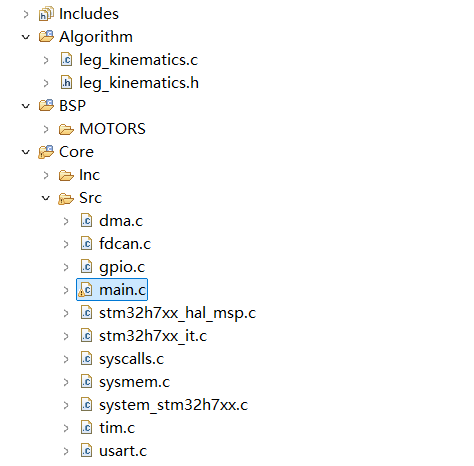 Includes
Algorithm
leg_kinematics.c
leg_kinematics.h
BSP
MOTORS
Core
Inc
Src
dma.c
fdcan.c
gpio.c
main.c
stm32h7xx_hal_msp.c
stm32h7xx_it.c
syscalls.c
sysmem.c
system_stm32h7xx.c
tim.c
usart.c